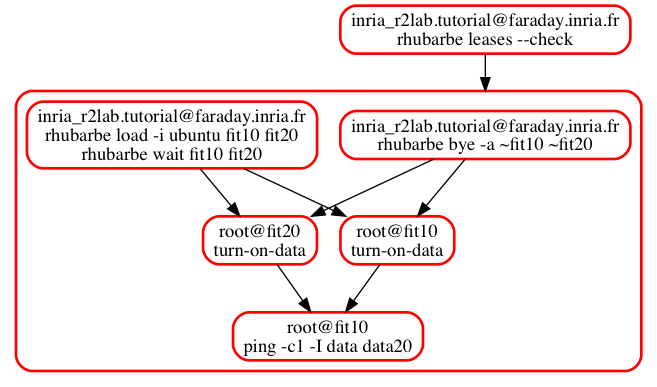 inria_r2lab.tutorial@faraday.inria.fr
rhubarbe leases --check
inria_r2lab.tutorial@faraday.inria.fr
rhubarbe load -i ubuntu fit10 fit20
rhubarbe wait fit10 fit20
inria_r2lab.tutorial@faraday.inria.fr
rhubarbe bye -a ~fit10 ~fit20
root@fit20
turn-on-data
root@fit10
turn-on-data
root@fit10
ping -c1 -I data data20